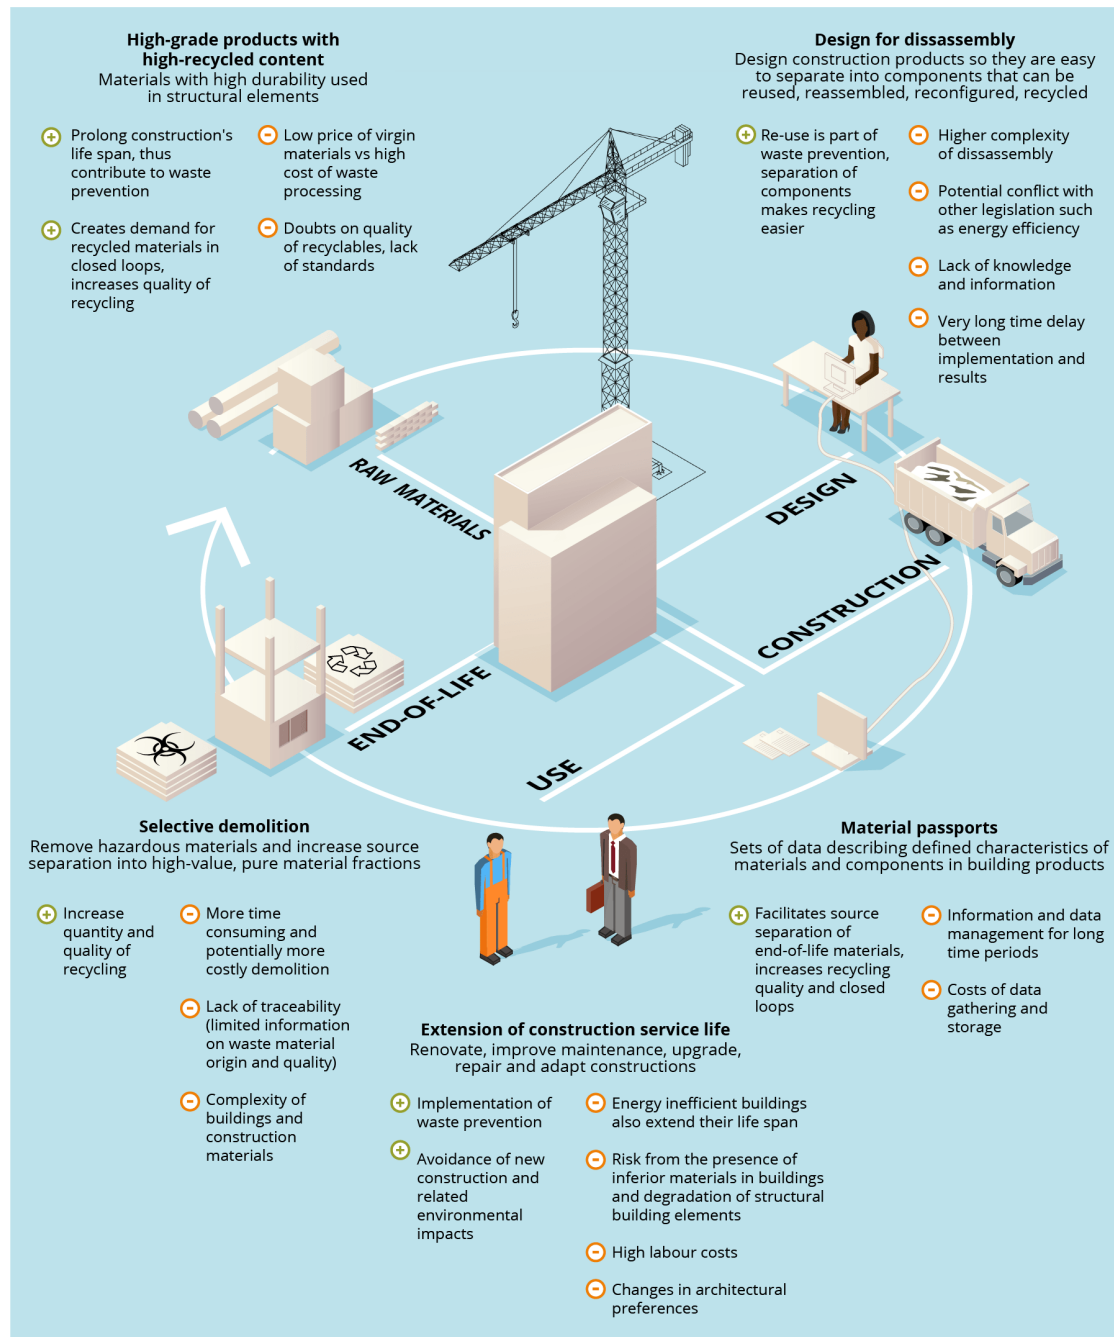 High-grade products with
high-recycled content
Materials with high durability used
in structural elements
Prolong construction's
life span, thus
contribute to waste
prevention
Creates demand for
recycled materials in
closed loops,
increases quality of
recycling
Low price of virgin
materials vs high
cost of waste
processing
Doubts on quality
of recyclables, lack
of standards
Design for dissassembly
Design construction products so they are easy
to separate into components that can be
reused, reassembled, reconfigured, recycled
Re-use is part of
waste prevention,
separation of
components
makes recycling
easier
Higher complexity
of disassembly
Potential conflict with
other legislation such
as energy efficiency
Lack of knowledge
and information
Very long time delay
between
implementation and
results
RAW MATERIALS
DESIGN
CONSTRUCTION
END-OF-LIFE
USE
Selective demolition
Remove hazardous materials and increase source
separation into high-value, pure material fractions
Increase
quantity and
quality of
recycling
More time
consuming and
potentially more
costly demolition
Lack of traceability
(limited information
on waste material
origin and quality)
Complexity of
buildings and
construction
materials
Material passports
Sets of data describing defined characteristics of
materials and components in building products
Facilitates source
separation of
end-of-life materials,
increases recycling
quality and closed
loops
Information and data
management for long
time periods
Costs of data
gathering and
storage
Extension of construction service life
Renovate, improve maintenance, upgrade,
repair and adapt constructions
Implementation of
waste prevention
Avoidance of new
construction and
related
environmental
impacts
Energy inefficient buildings
also extend their life span
Risk from the presence of
inferior materials in buildings
and degradation of structural
building elements
High labour costs
Changes in architectural
preferences